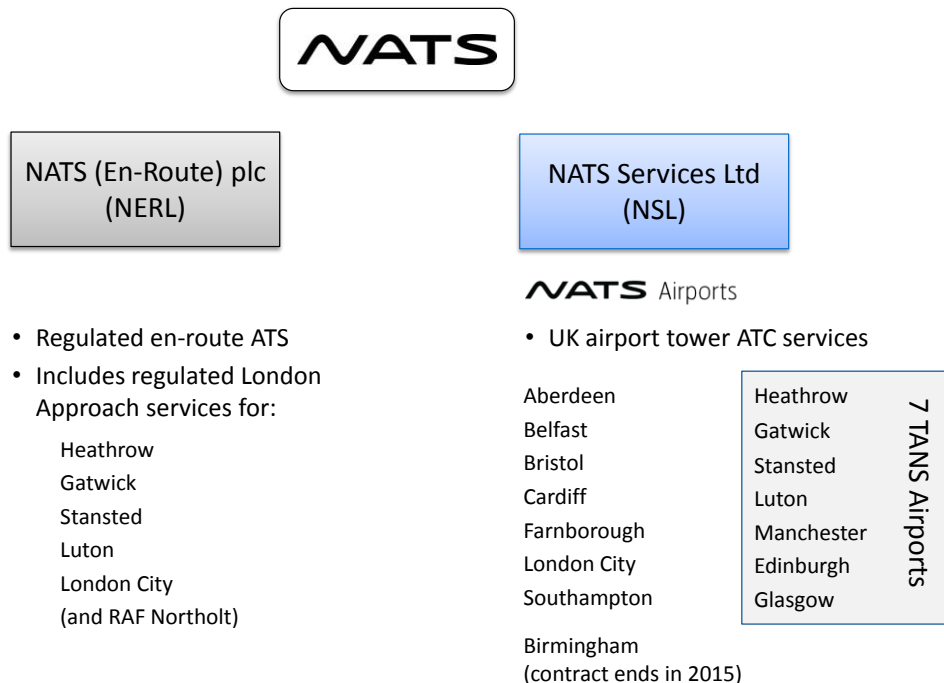 NATS
NATS (En-Route) plc
(NERL)
• Regulated en-route ATS
• Includes regulated London
Approach services for:
Heathrow
Gatwick
Stansted
Luton
London City
(and RAF Northolt)
NATS Services Ltd
(NSL)
NATS Airports
• UK airport tower ATC services
Aberdeen
Belfast
Bristol
Cardiff
Farnborough
London City
Southampton
Birmingham
(contract ends in 2015)
Heathrow
Gatwick
Stansted
Luton
Manchester
Edinburgh
Glasgow
7 TANS Airports